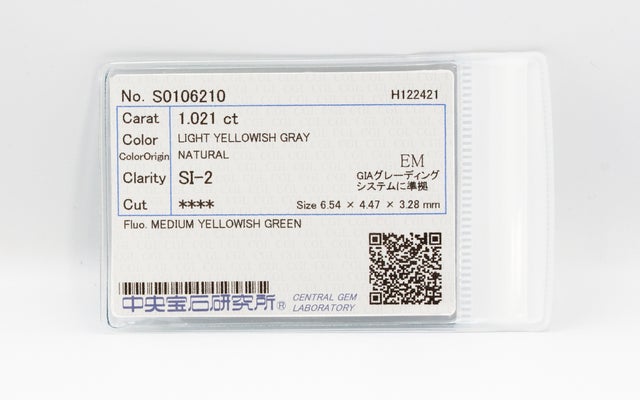 No. S0106210 H122421
Carat 1.021 ct
Color LIGHT YELLOWISH GRAY
ColorOrigin NATURAL
EM
Clarity SI-2
GIAグレーディング
システムに準拠
Cut **** Size 6.54 × 4.47 × 3.28 mm
Fluo. MEDIUM YELLOWISH GREEN
中央宝石研究所® CENTRAL GEM
LABORATORY